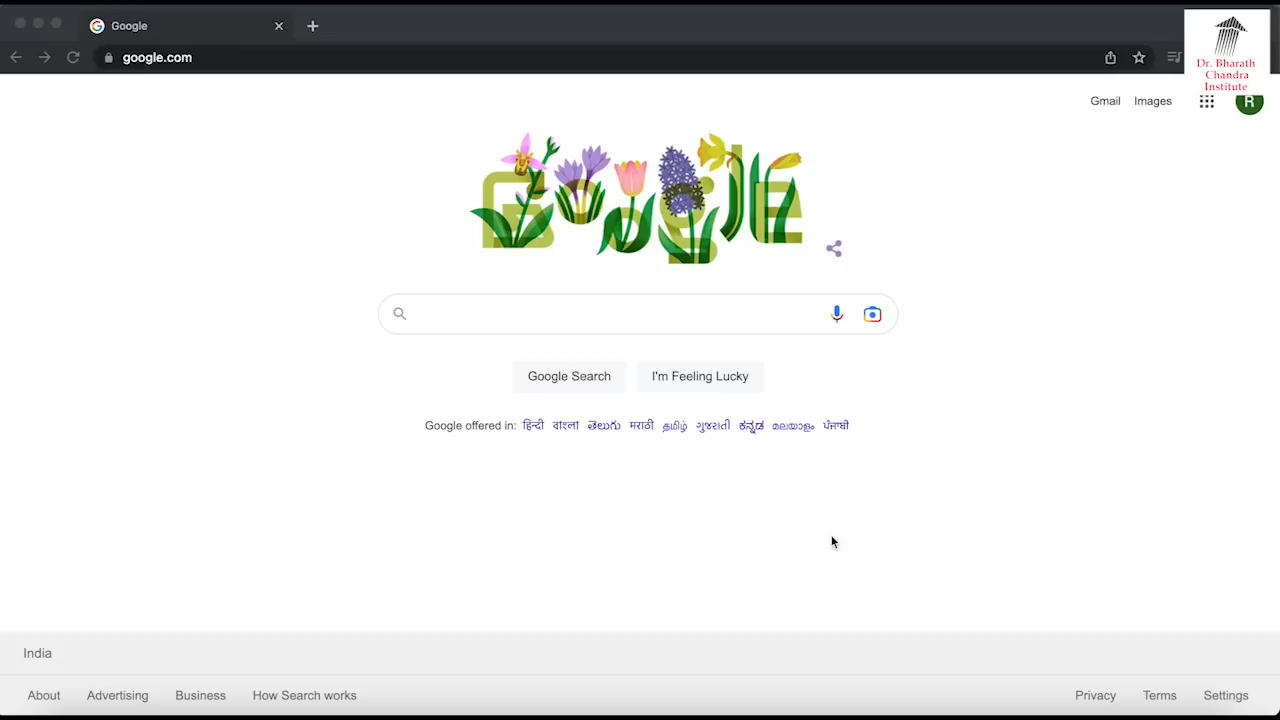 Google
google.com
Dr. Bharath
Chandra
Institute
Gmail Images
R
Google
Google Search I'm Feeling Lucky
Google offered in: हिन्दी বাংলা తెలుగు मराठी தமிழ் ગુજરાતી ಕನ್ನಡ മലയാളം ਪੰਜਾਬੀ
India
About Advertising Business How Search works Privacy Terms Settings